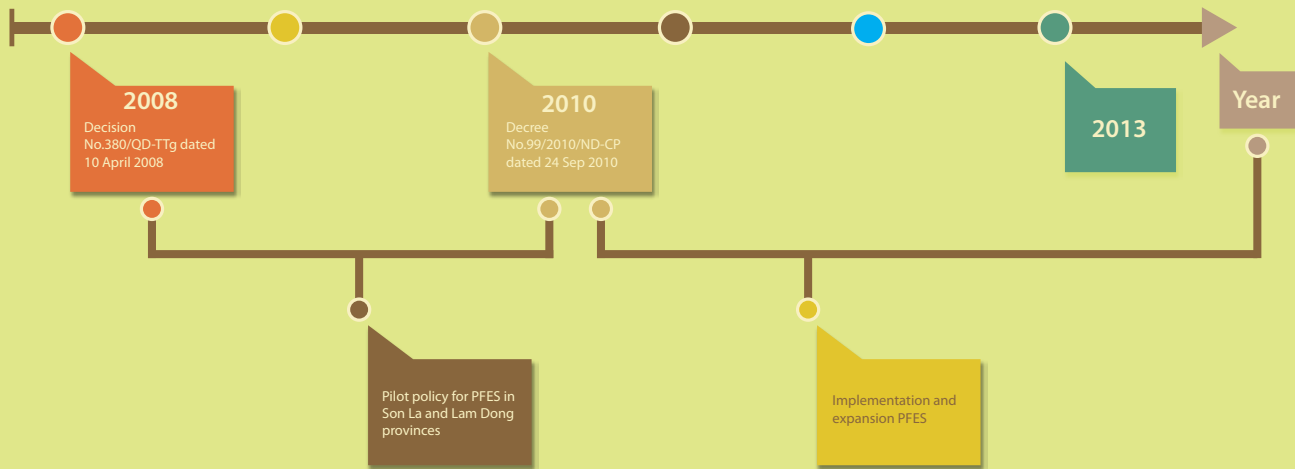 2008
Decision
No.380/QD-TTg dated
10 April 2008
2010
Decree
No.99/2010/ND-CP
dated 24 Sep 2010
2013
Year
Pilot policy for PFES in
Son La and Lam Dong
provinces
Implementation and
expansion PFES